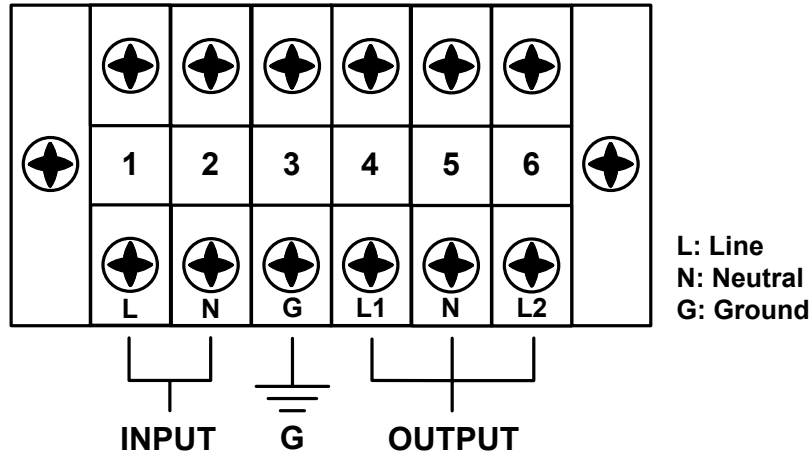 1 2 3 4 5 6
L N G L1 N L2
L: Line
N: Neutral
G: Ground
INPUT G OUTPUT